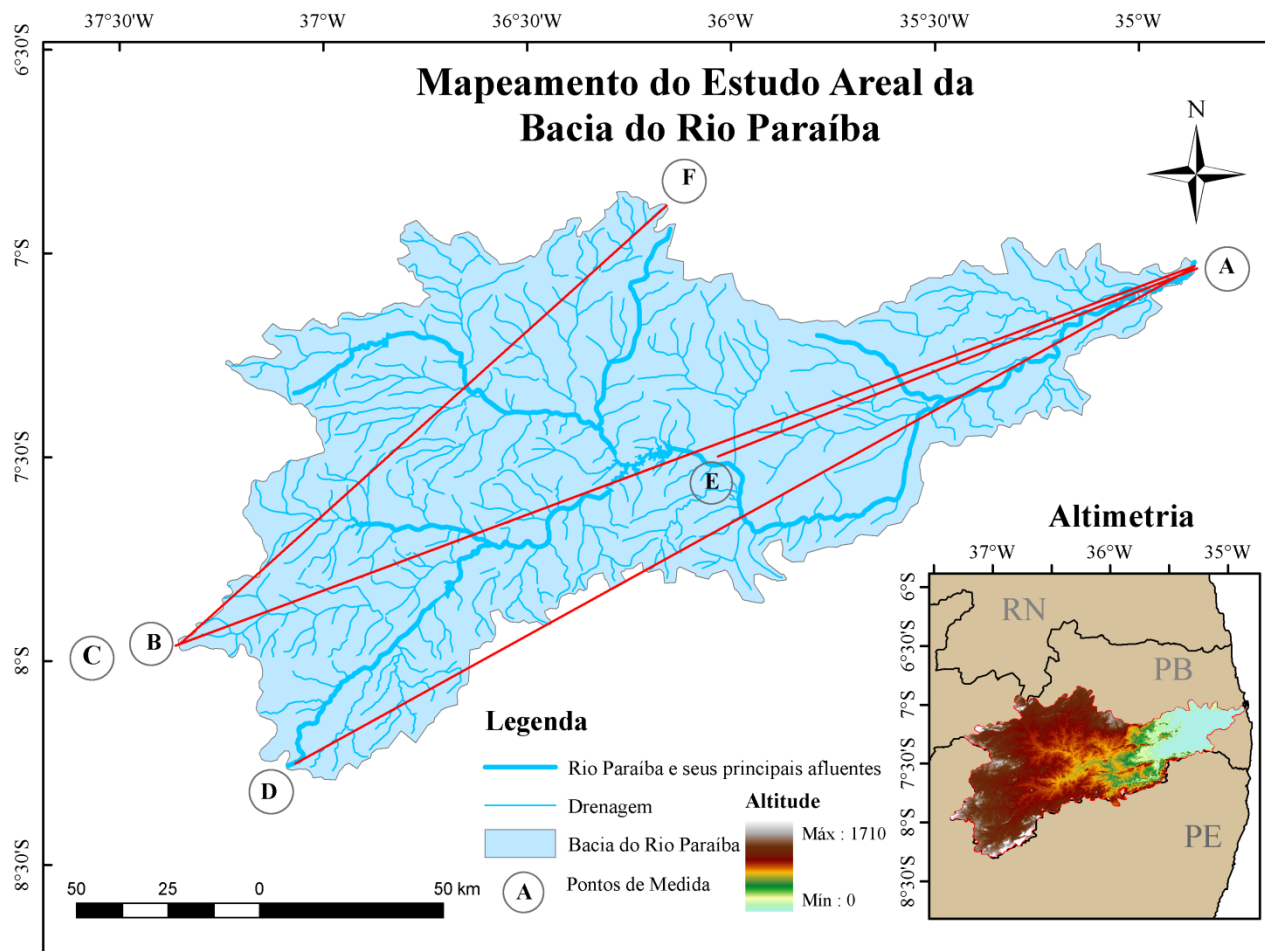 37°30'W 37°W 36°30'W 36°W 35°30'W 35°W
6°30'S
7°S
7°30'S
8°S
8°30'S
Mapeamento do Estudo Areal da
Bacia do Rio Paraíba
N
F
A
E
B
C
D
Legenda
Rio Paraíba e seus principais afluentes
Drenagem
Bacia do Rio Paraíba
A Pontos de Medida
Altitude
Máx : 1710
Mín : 0
50 25 0 50 km
Altimetria
37°W 36°W 35°W
6°S
6°30'S
7°S
7°30'S
8°S
8°30'S
RN
PB
PE